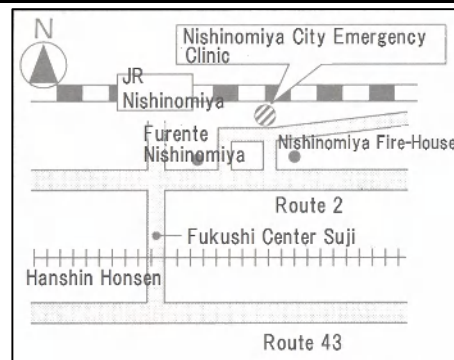 N
Nishinomiya City Emergency
Clinic
JR
Nishinomiya
Furente
Nishinomiya
Nishinomiya Fire-House
Route 2
Fukushi Center Suji
Hanshin Honsen
Route 43